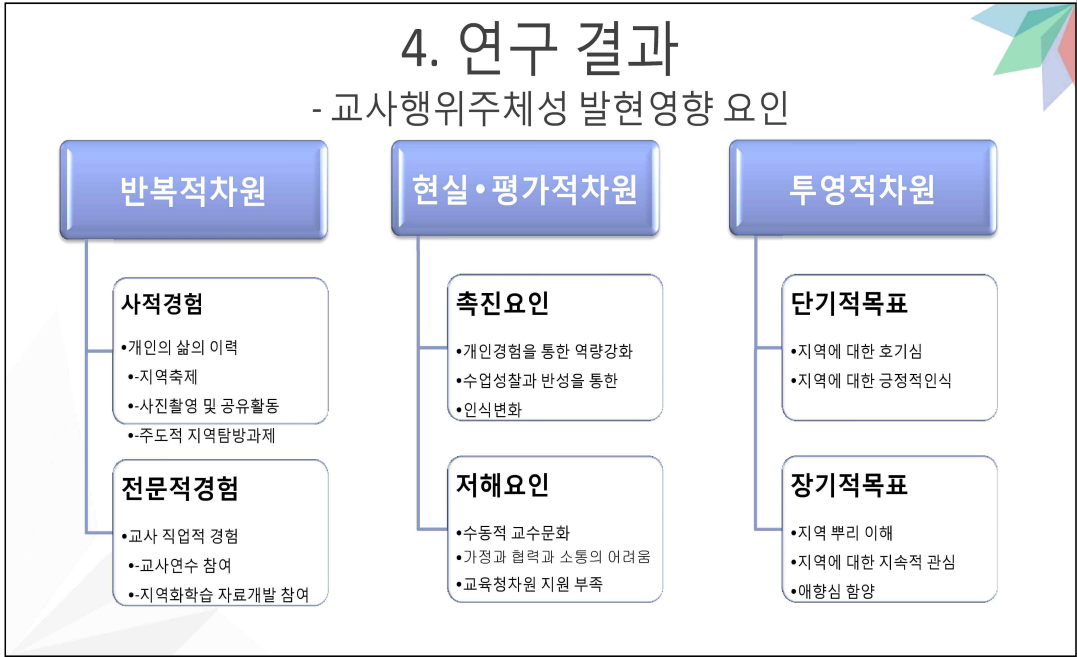 4. 연구 결과
- 교사행위주체성 발현영향 요인
반복적차원
사적경험
•개인의 삶의 이력
•-지역축제
•-사진촬영 및 공유활동
•-주도적 지역탐방과제
전문적경험
•교사 직업적 경험
•-교사연수 참여
•-지역화학습 자료개발 참여
현실•평가적차원
촉진요인
•개인경험을 통한 역량강화
•수업성찰과 반성을 통한
•인식변화
저해요인
•수동적 교수문화
•가정과 협력과 소통의 어려움
•교육청차원 지원 부족
투영적차원
단기적목표
•지역에 대한 호기심
•지역에 대한 긍정적인식
장기적목표
•지역 뿌리 이해
•지역에 대한 지속적 관심
•애향심 함양